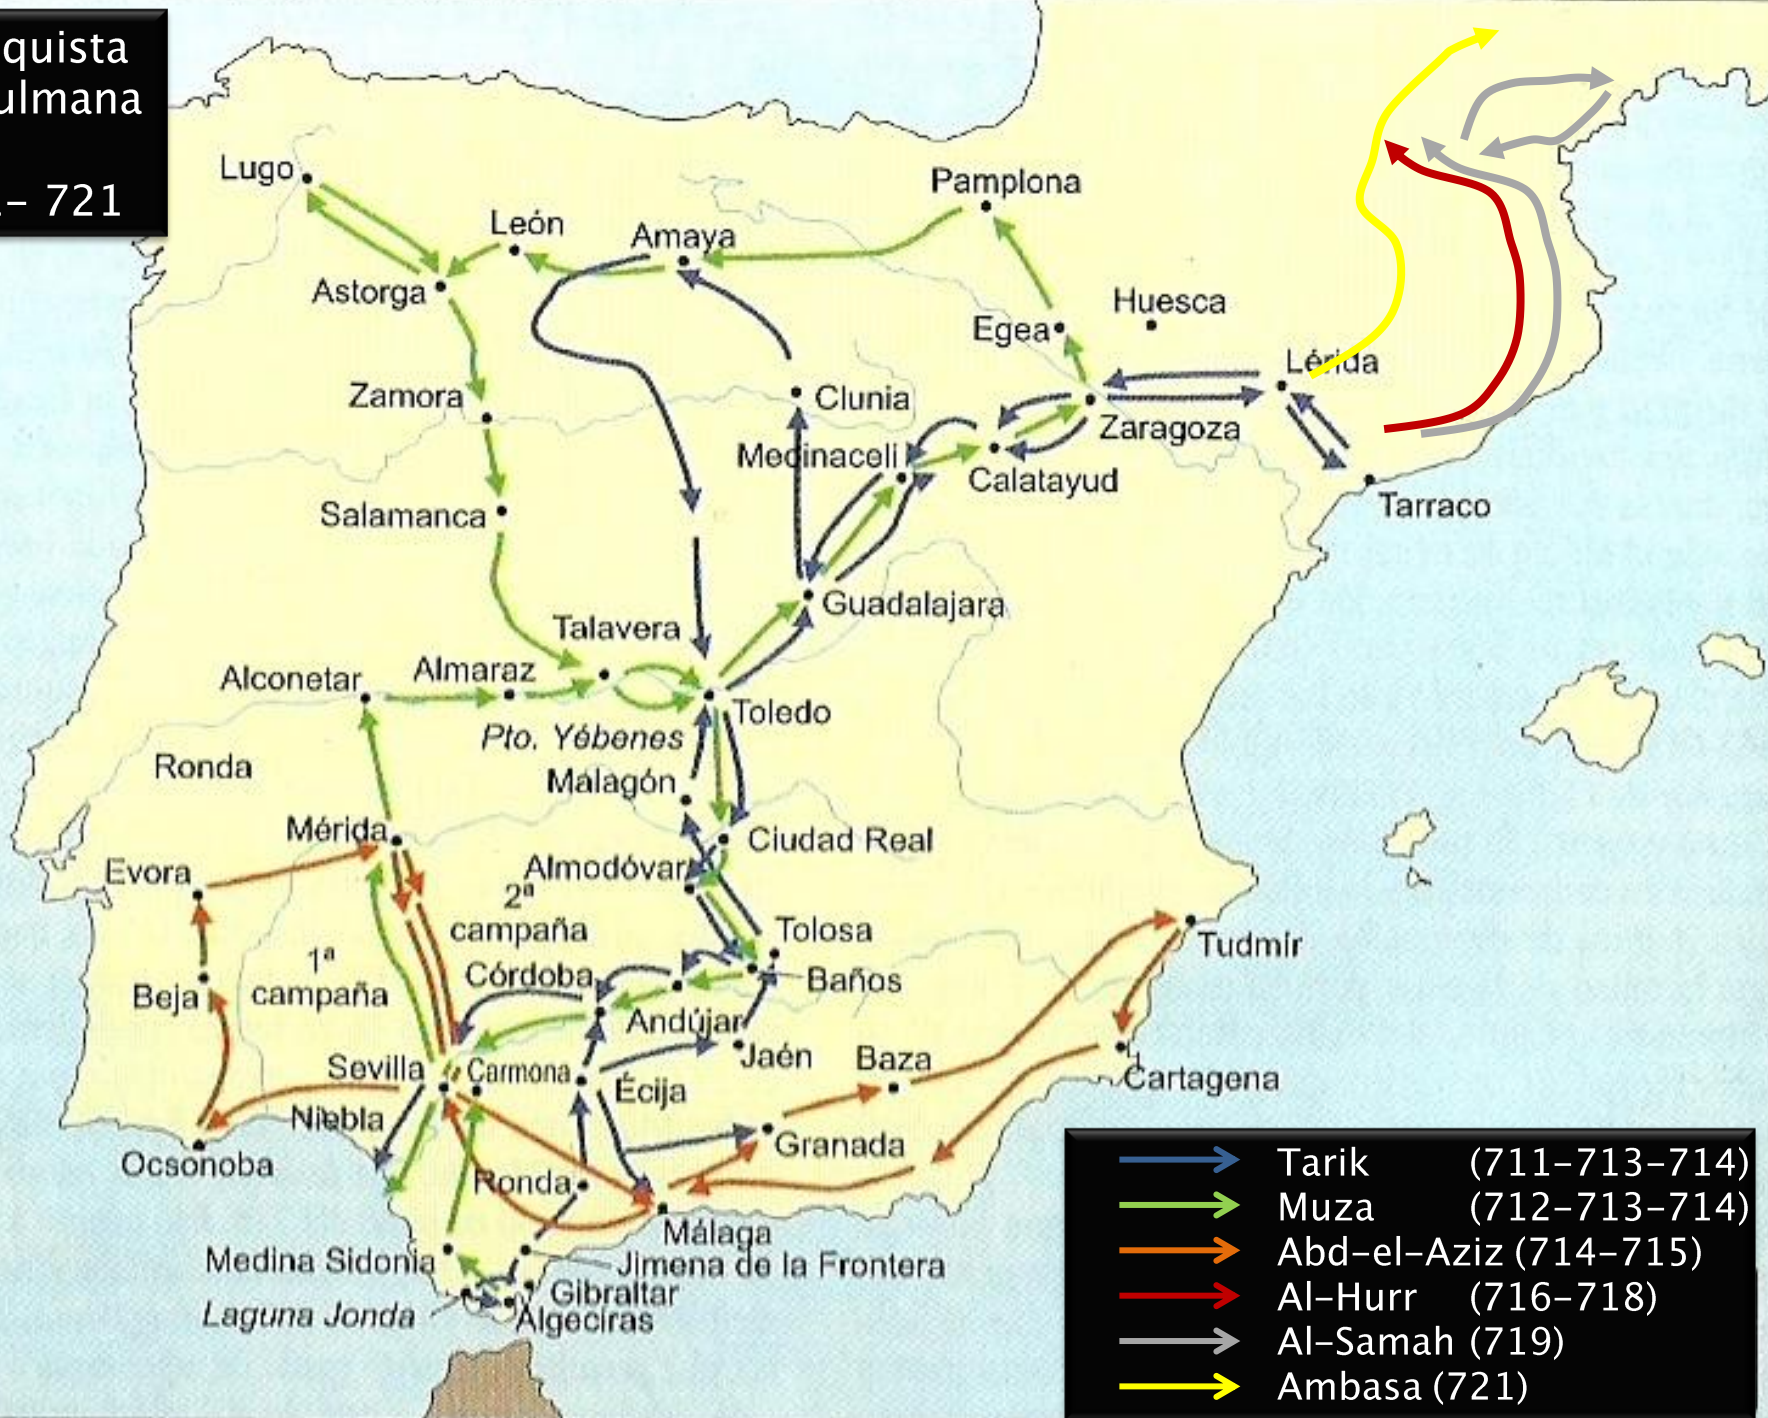 quista
ulmana
– 721
Lugo
León
Amaya
Pamplona
Astorga
Huesca
Egea
Lérida
Zamora
Clunia
Zaragoza
Medinaceli
Calatayud
Tarraco
Salamanca
Guadalajara
Talavera
Alconetar
Almaraz
Toledo
Pto. Yébenes
Ronda
Malagón
Mérida
Ciudad Real
Evora
Almodóvar
2ª
campaña
Tolosa
Tudmír
1ª
campaña
Córdoba
Baños
Beja
Andújar
Jaén
Baza
Sevilla
Carmona
Écija
Cartagena
Niebla
Granada
Ocsonoba
Ronda
Málaga
Medina Sidonia
Jimena de la Frontera
Gibraltar
Laguna Jonda
Algeciras
Tarik (711–713–714)
Muza (712–713–714)
Abd–el–Aziz (714–715)
Al–Hurr (716–718)
Al–Samah (719)
Ambasa (721)